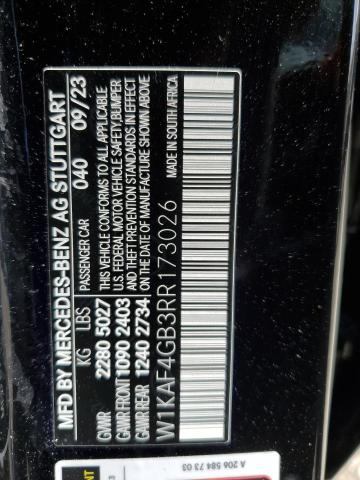 MFD BY MERCEDES-BENZ AG STUTTGART
PASSENGER CAR 040 09/23
KG LBS
GVWR 2280 5027
GAWR FRONT 1090 2403
GAWR REAR 1240 2734
THIS VEHICLE CONFORMS TO ALL APPLICABLE
U.S. FEDERAL MOTOR VEHICLE SAFETY, BUMPER
AND THEFT PREVENTION STANDARDS IN EFFECT
ON DATE OF MANUFACTURE SHOWN ABOVE
W1KAF4GB3RR173026
MADE IN SOUTH AFRICA
A 206 584 73 03